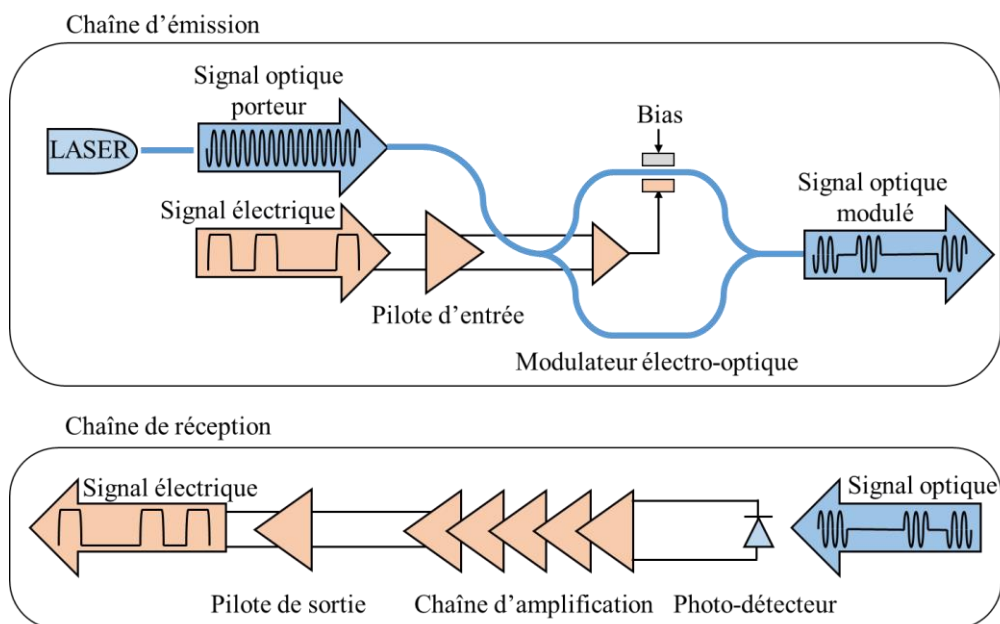 Chaîne d'émission
Signal optique
porteur
LASER
Bias
Signal électrique
Signal optique
modulé
Pilote d'entrée
Modulateur électro-optique
Chaîne de réception
Signal électrique
Signal optique
Pilote de sortie
Chaîne d'amplification
Photo-détecteur